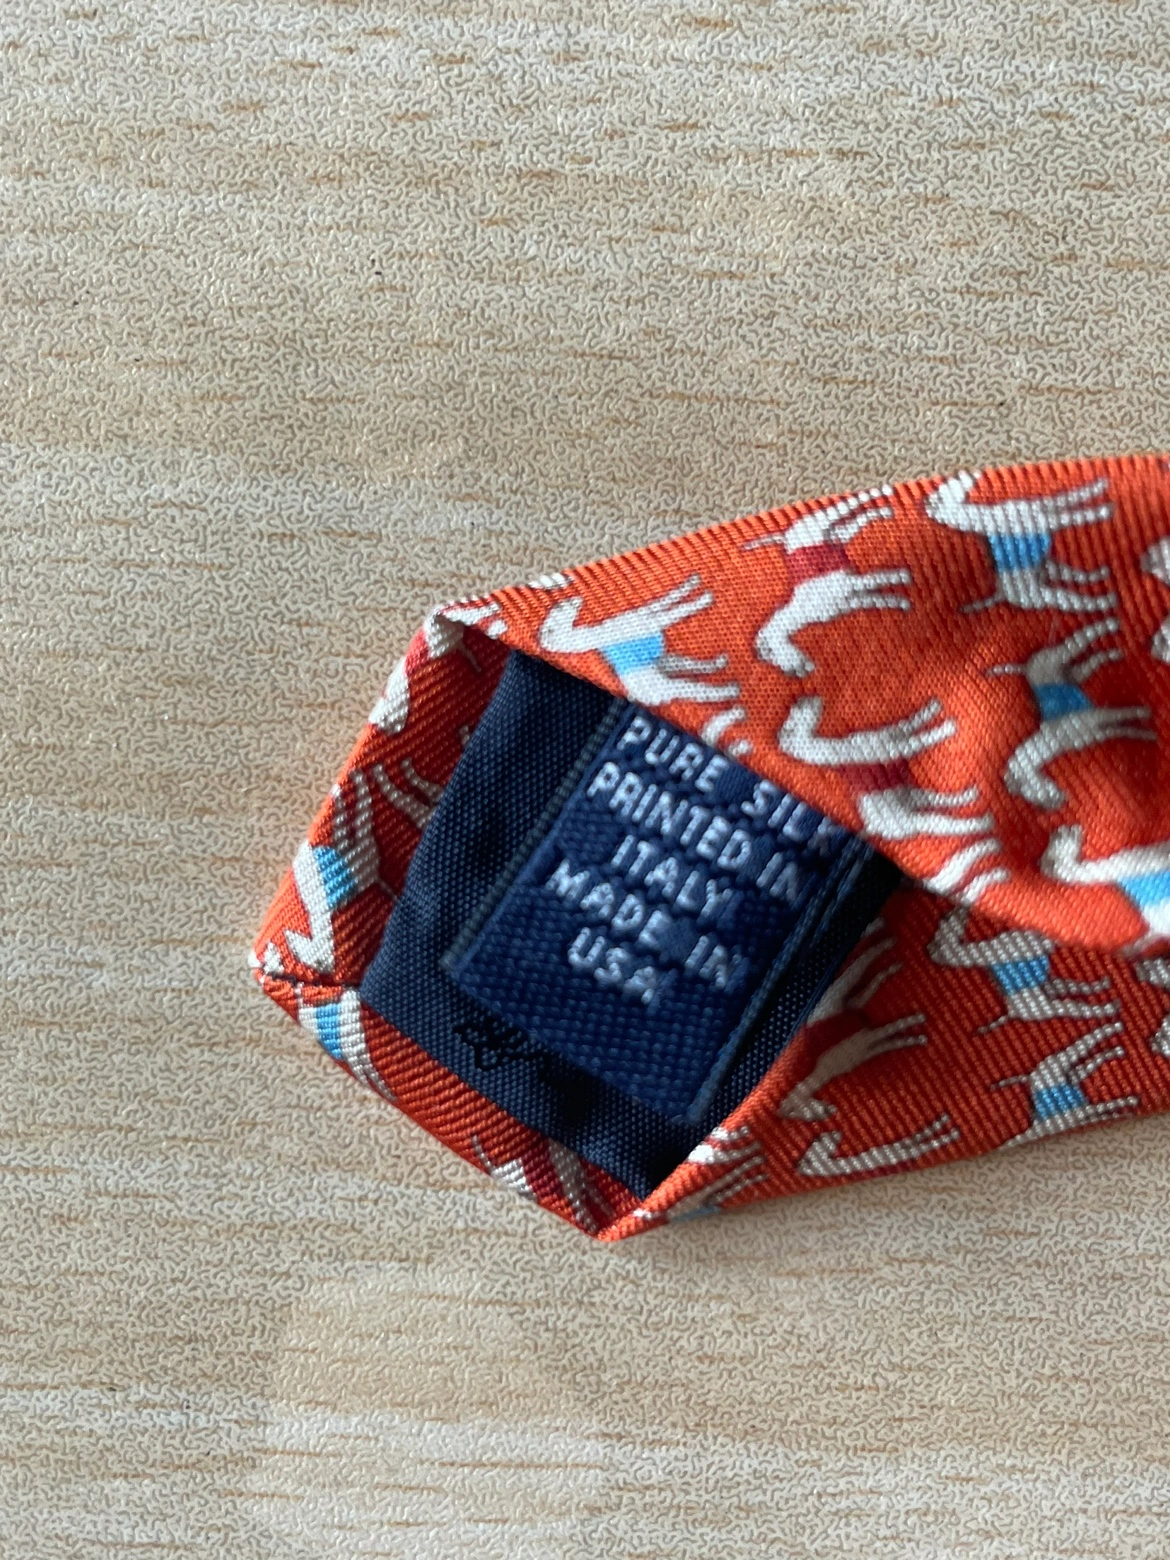 PURE SILK
PRINTED IN
ITALY
MADE IN
USA